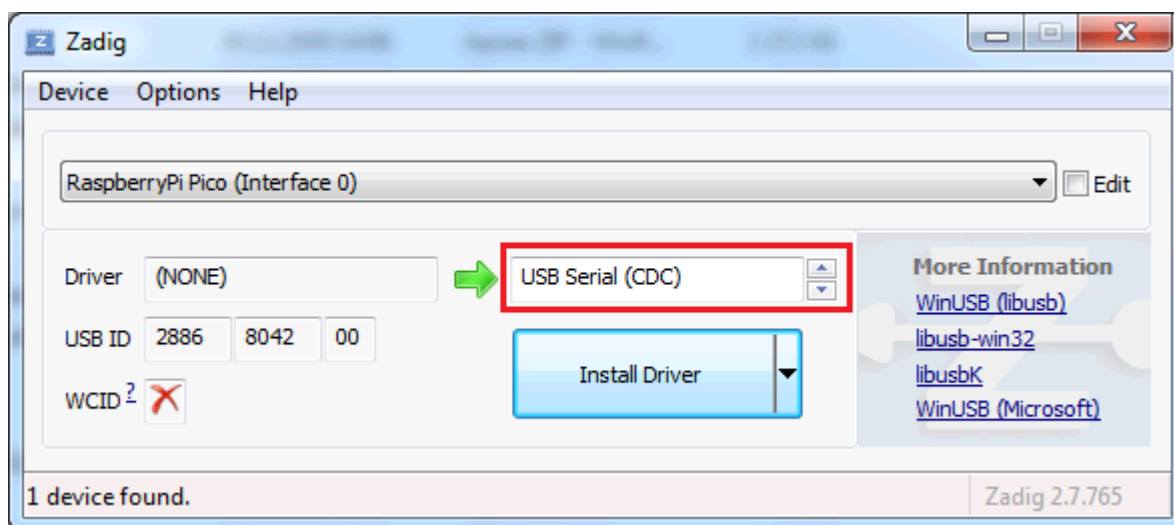 Zadig
Device Options Help
RaspberryPi Pico (Interface 0)
Edit
Driver (NONE) USB Serial (CDC)
USB ID 2886 8042 00
WCID ?
Install Driver
More Information
WinUSB (libusb)
libusb-win32
libusbK
WinUSB (Microsoft)
1 device found.
Zadig 2.7.765